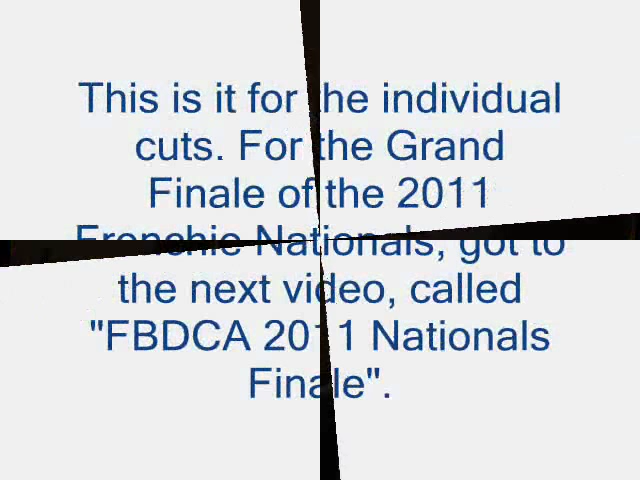 This is it for the individual
cuts. For the Grand
Finale of the 2011
Frenchie Nationals, got to
the next video, called
"FBDCA 2011 Nationals
Finale".